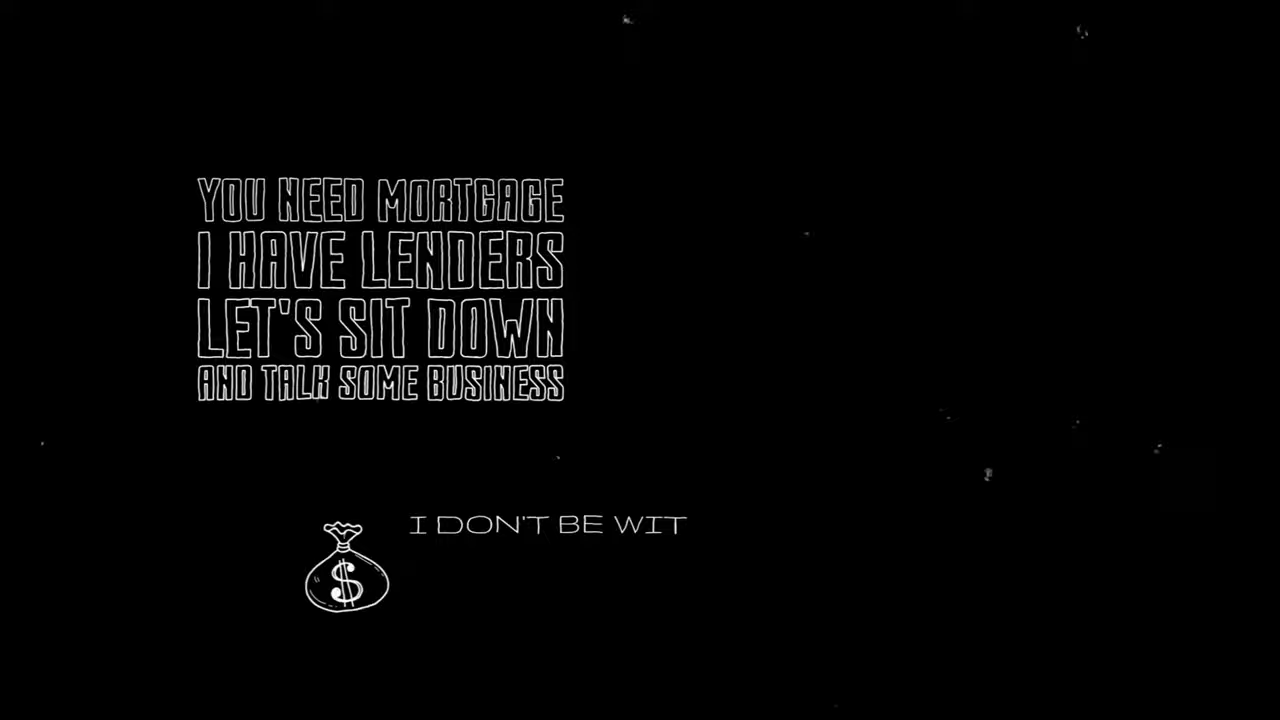 YOU NEED MORTGAGE
I HAVE LENDERS
LET'S SIT DOWN
AND TALK SOME BUSINESS
I DON'T BE WIT
$